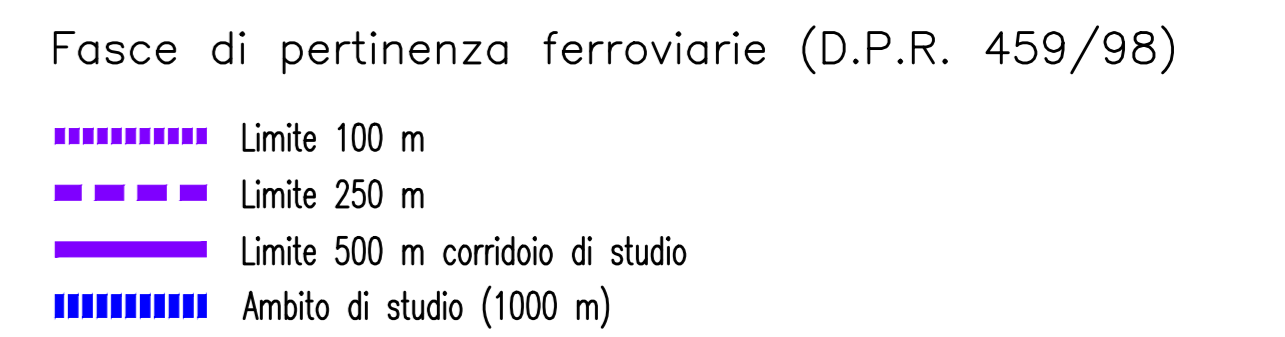 Fasce di pertinenza ferroviarie (D.P.R. 459/98)
Limite 100 m
Limite 250 m
Limite 500 m corridoio di studio
Ambito di studio (1000 m)